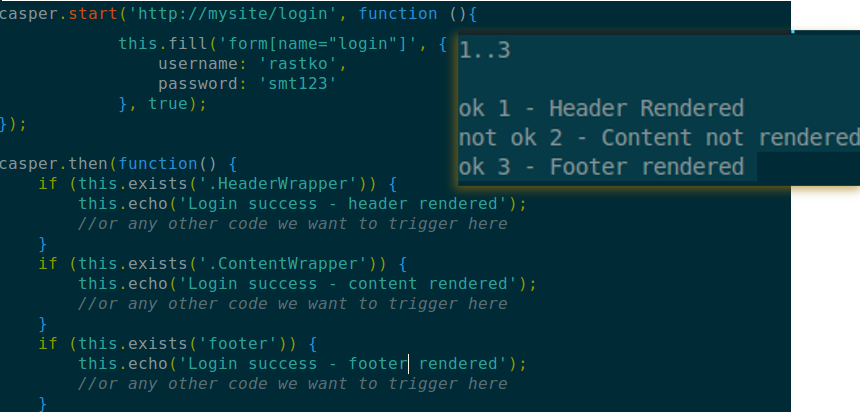 casper.start('http://mysite/login', function (){
this.fill('form[name="login"]', {
username: 'rastko',
password: 'smt123'
}, true);
});
casper.then(function() {
if (this.exists('.HeaderWrapper')) {
this.echo('Login success - header rendered');
//or any other code we want to trigger here
}
if (this.exists('.ContentWrapper')) {
this.echo('Login success - content rendered');
//or any other code we want to trigger here
}
if (this.exists('footer')) {
this.echo('Login success - footer rendered');
//or any other code we want to trigger here
}
1..3
ok 1 - Header Rendered
not ok 2 - Content not rendered
ok 3 - Footer rendered